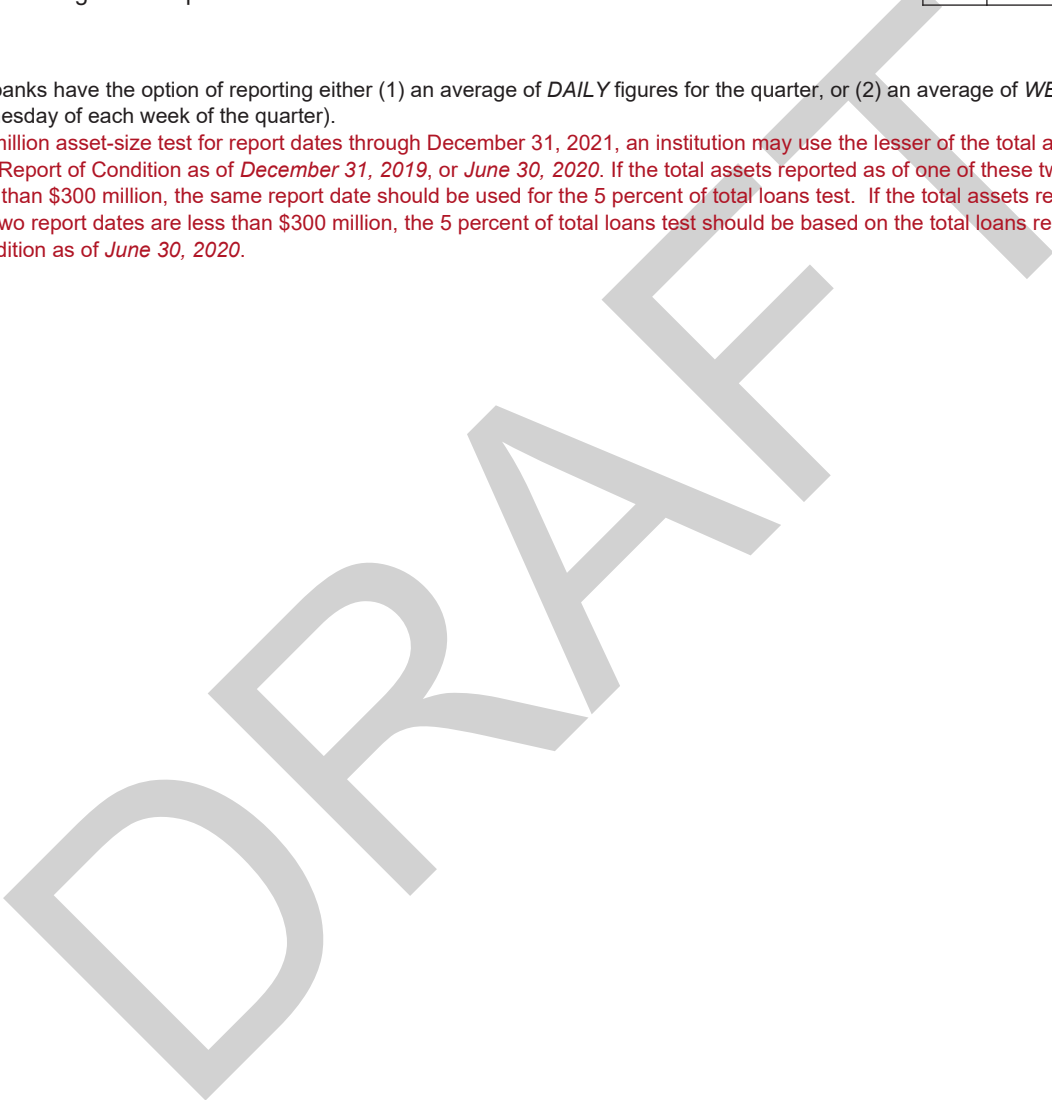 banks have the option of reporting either (1) an average of DAILY figures for the quarter, or (2) an average of WE
esday of each week of the quarter).
illion asset-size test for report dates through December 31, 2021, an institution may use the lesser of the total a
Report of Condition as of December 31, 2019, or June 30, 2020. If the total assets reported as of one of these tw
than $300 million, the same report date should be used for the 5 percent of total loans test. If the total assets re
wo report dates are less than $300 million, the 5 percent of total loans test should be based on the total loans re
dition as of June 30, 2020.
DRAFT